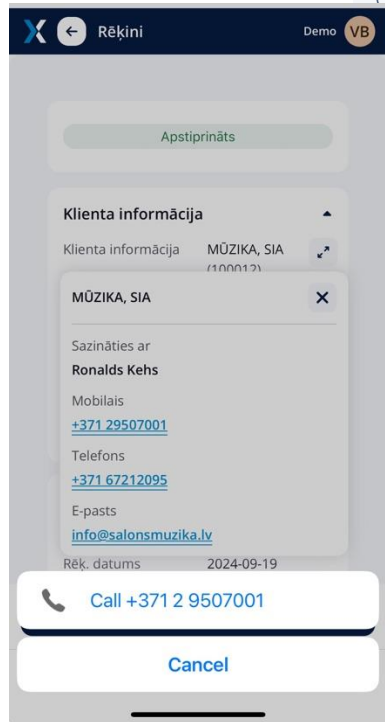 Rēķini
Demo VB
Apstiprināts
Klienta informācija
Klienta informācija MŪZIKA, SIA
(100012)
MŪZIKA, SIA
Sazināties ar
Ronalds Kehs
Mobilais
+371 29507001
Telefons
+371 67212095
E-pasts
info@salonsmuzika.lv
Rēķ. datums 2024-09-19
Call +371 2 9507001
Cancel